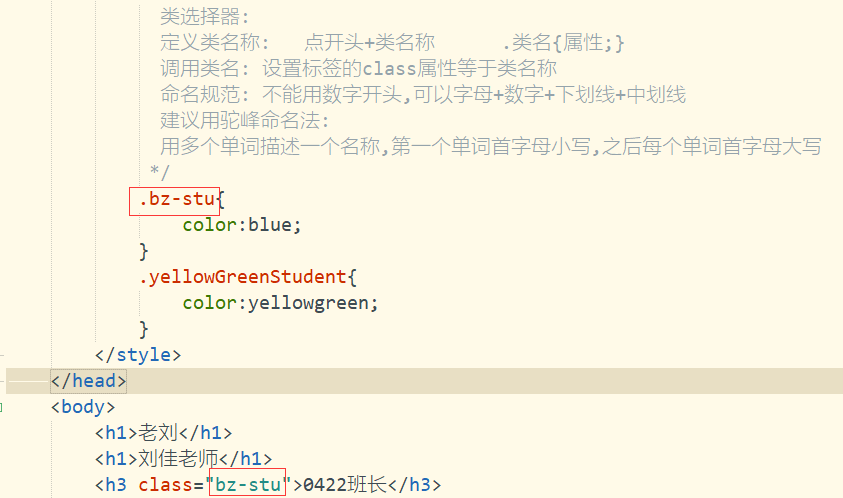 类选择器:
定义类名称: 点开头+类名称 .类名{属性;}
调用类名: 设置标签的class属性等于类名称
命名规范: 不能用数字开头,可以字母+数字+下划线+中划线
建议用驼峰命名法:
用多个单词描述一个名称,第一个单词首字母小写,之后每个单词首字母大写
*/
.bz-stu{
color:blue;
}
.yellowGreenStudent{
color:yellowgreen;
}
</style>
</head>
<body>
<h1>老刘</h1>
<h1>刘佳老师</h1>
<h3 class="bz-stu">0422班长</h3>